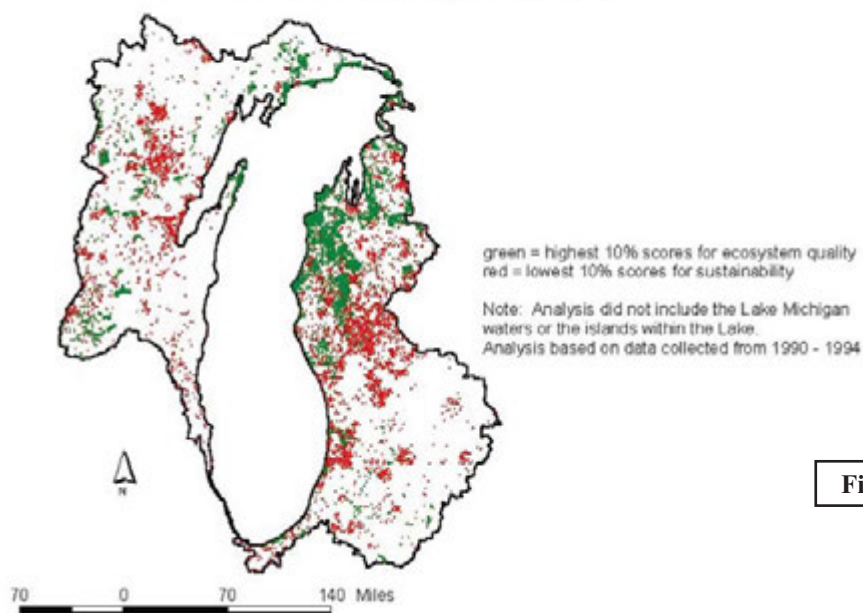 green = highest 10% scores for ecosystem quality
red = lowest 10% scores for sustainability
Note: Analysis did not include the Lake Michigan
waters or the islands within the Lake.
Analysis based on data collected from 1990 - 1994
N
70 0 70 140 Miles